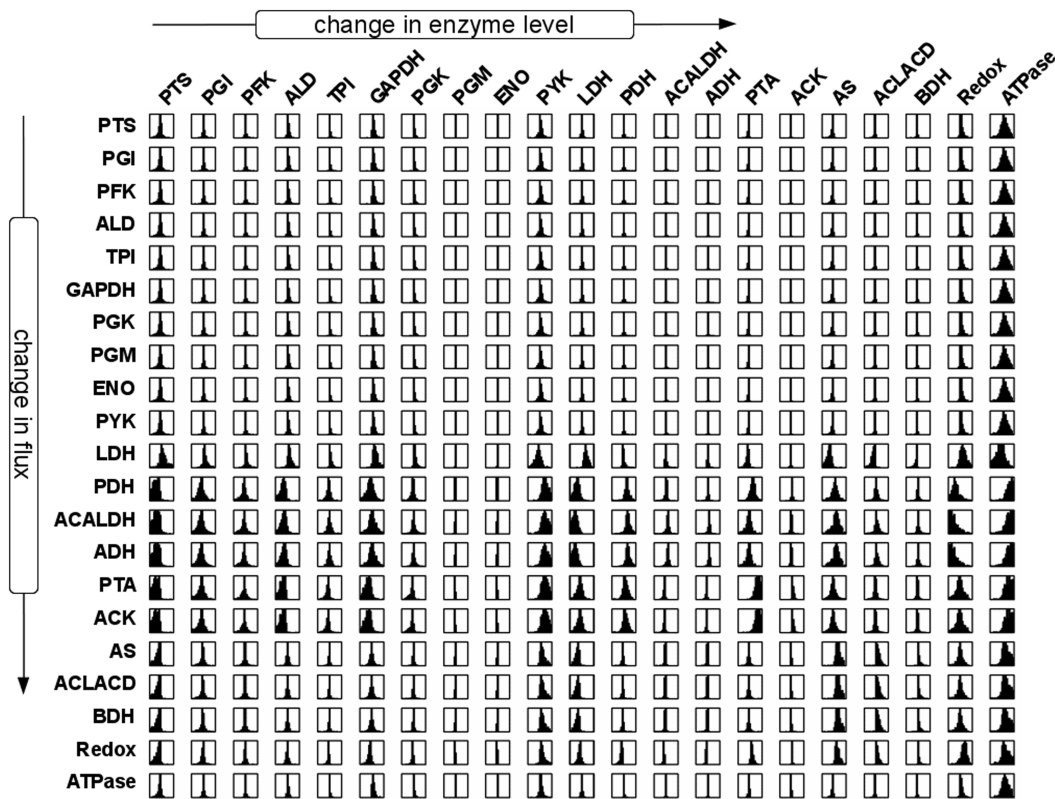 change in enzyme level
PTS PGI PFK ALD TPI GAPDH PGK PGM ENO PYK LDH PDH ACALDH ADH PTA ACK AS ACLACD BDH Redox ATPase
change in flux
PTS
PGI
PFK
ALD
TPI
GAPDH
PGK
PGM
ENO
PYK
LDH
PDH
ACALDH
ADH
PTA
ACK
AS
ACLACD
BDH
Redox
ATPase